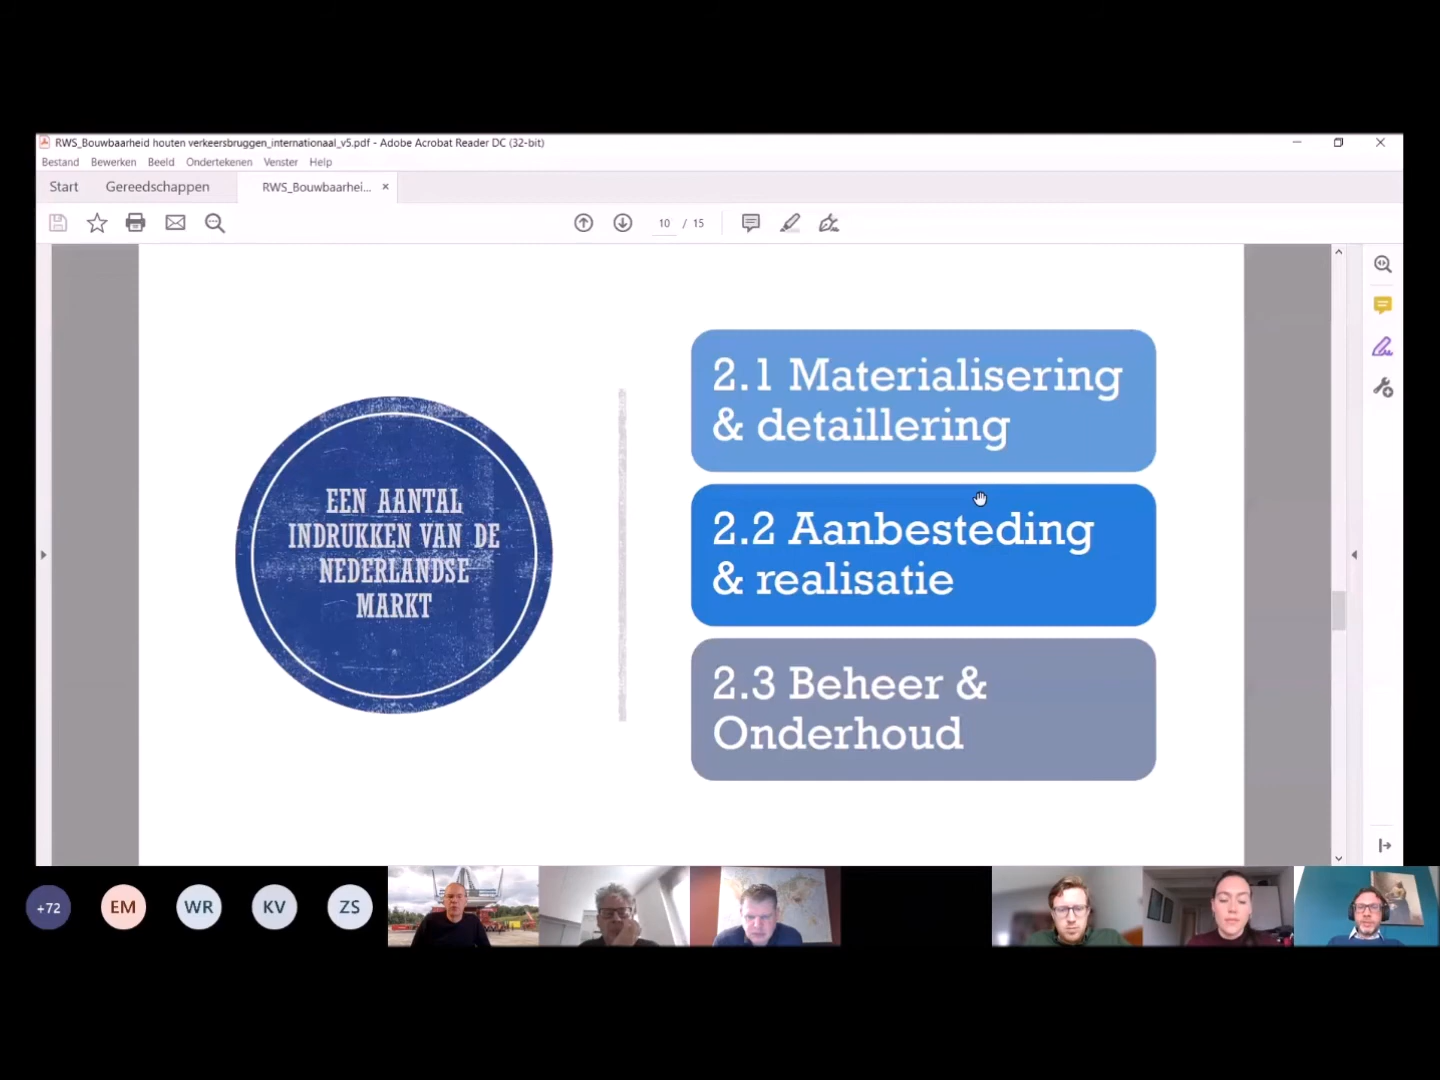 RWS_Bouwbaarheid houten verkeersbruggen_internationaal_v5.pdf - Adobe Acrobat Reader DC (32-bit)
Bestand Bewerken Beeld Ondertekenen Venster Help
Start Gereedschappen RWS_Bouwbaarhei...
10 / 15
EEN AANTAL
INDRUKKEN VAN DE
NEDERLANDSE
MARKT
2.1 Materialisering
& detaillering
2.2 Aanbesteding
& realisatie
2.3 Beheer &
Onderhoud
+72 EM WR KV ZS